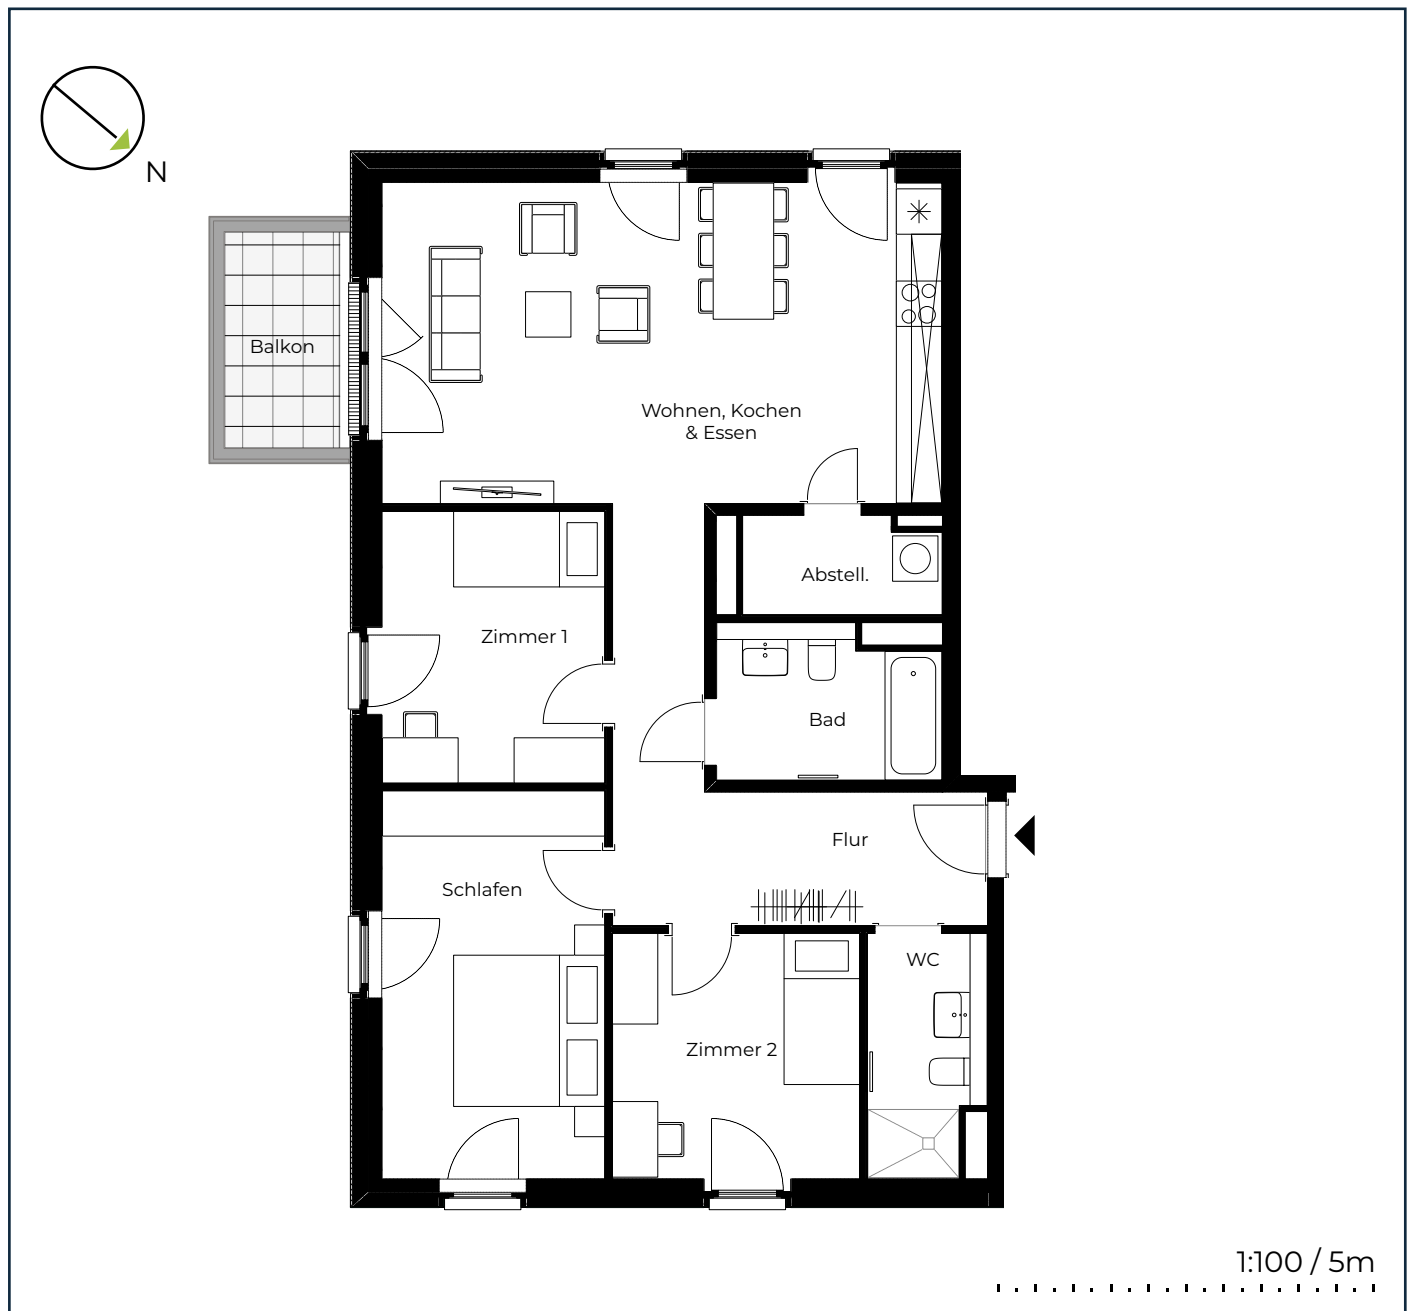 N
Balkon
Wohnen, Kochen
& Essen
Abstell.
Zimmer 1
Bad
Flur
Schlafen
WC
Zimmer 2
1:100 / 5m